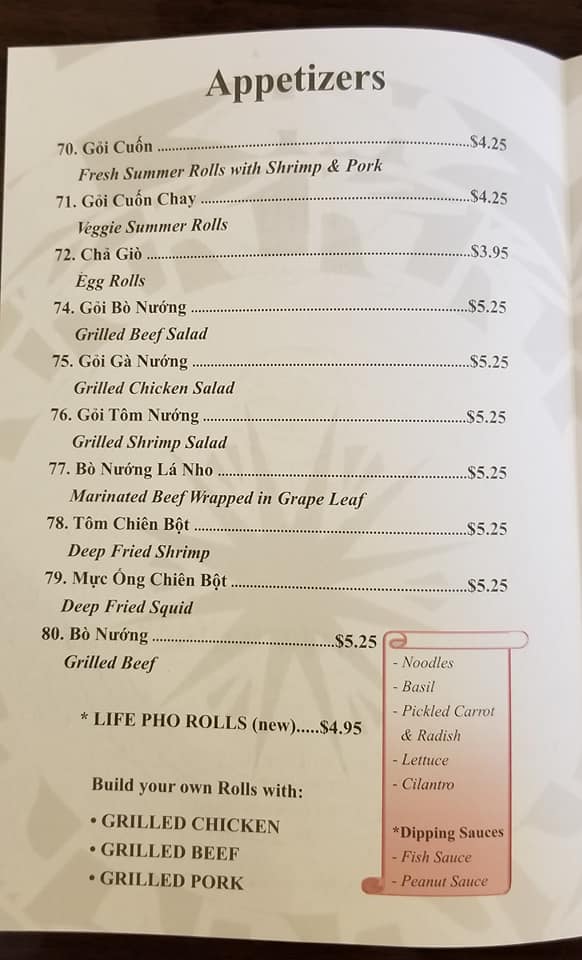 Appetizers
70. Gỏi Cuốn ............................................................$4.25
Fresh Summer Rolls with Shrimp & Pork
71. Gỏi Cuốn Chay ....................................................$4.25
Veggie Summer Rolls
72. Chả Giò ...............................................................$3.95
Egg Rolls
74. Gỏi Bò Nướng ......................................................$5.25
Grilled Beef Salad
75. Gỏi Gà Nướng ......................................................$5.25
Grilled Chicken Salad
76. Gỏi Tôm Nướng ....................................................$5.25
Grilled Shrimp Salad
77. Bò Nướng Lá Nho .................................................$5.25
Marinated Beef Wrapped in Grape Leaf
78. Tôm Chiên Bột ......................................................$5.25
Deep Fried Shrimp
79. Mực Ống Chiên Bột ...............................................$5.25
Deep Fried Squid
80. Bò Nướng ....................................$5.25
Grilled Beef
* LIFE PHO ROLLS (new).....$4.95
Build your own Rolls with:
• GRILLED CHICKEN
• GRILLED BEEF
• GRILLED PORK
- Noodles
- Basil
- Pickled Carrot
& Radish
- Lettuce
- Cilantro
*Dipping Sauces
- Fish Sauce
- Peanut Sauce